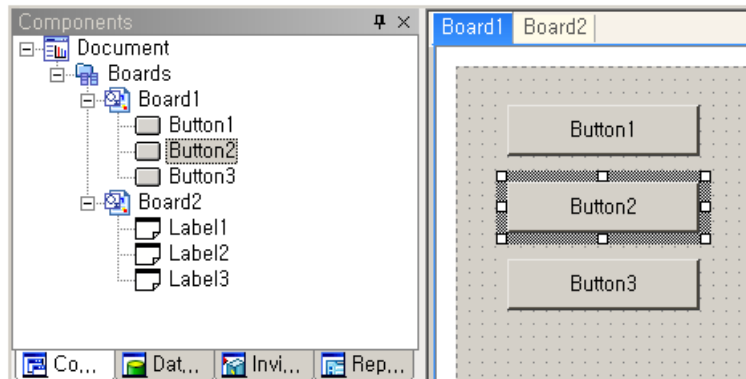 Components
Document
Boards
Board1
Button1
Button2
Button3
Board2
Label1
Label2
Label3
Co... Dat... Invi... Rep...
Board1 Board2
Button1
Button2
Button3